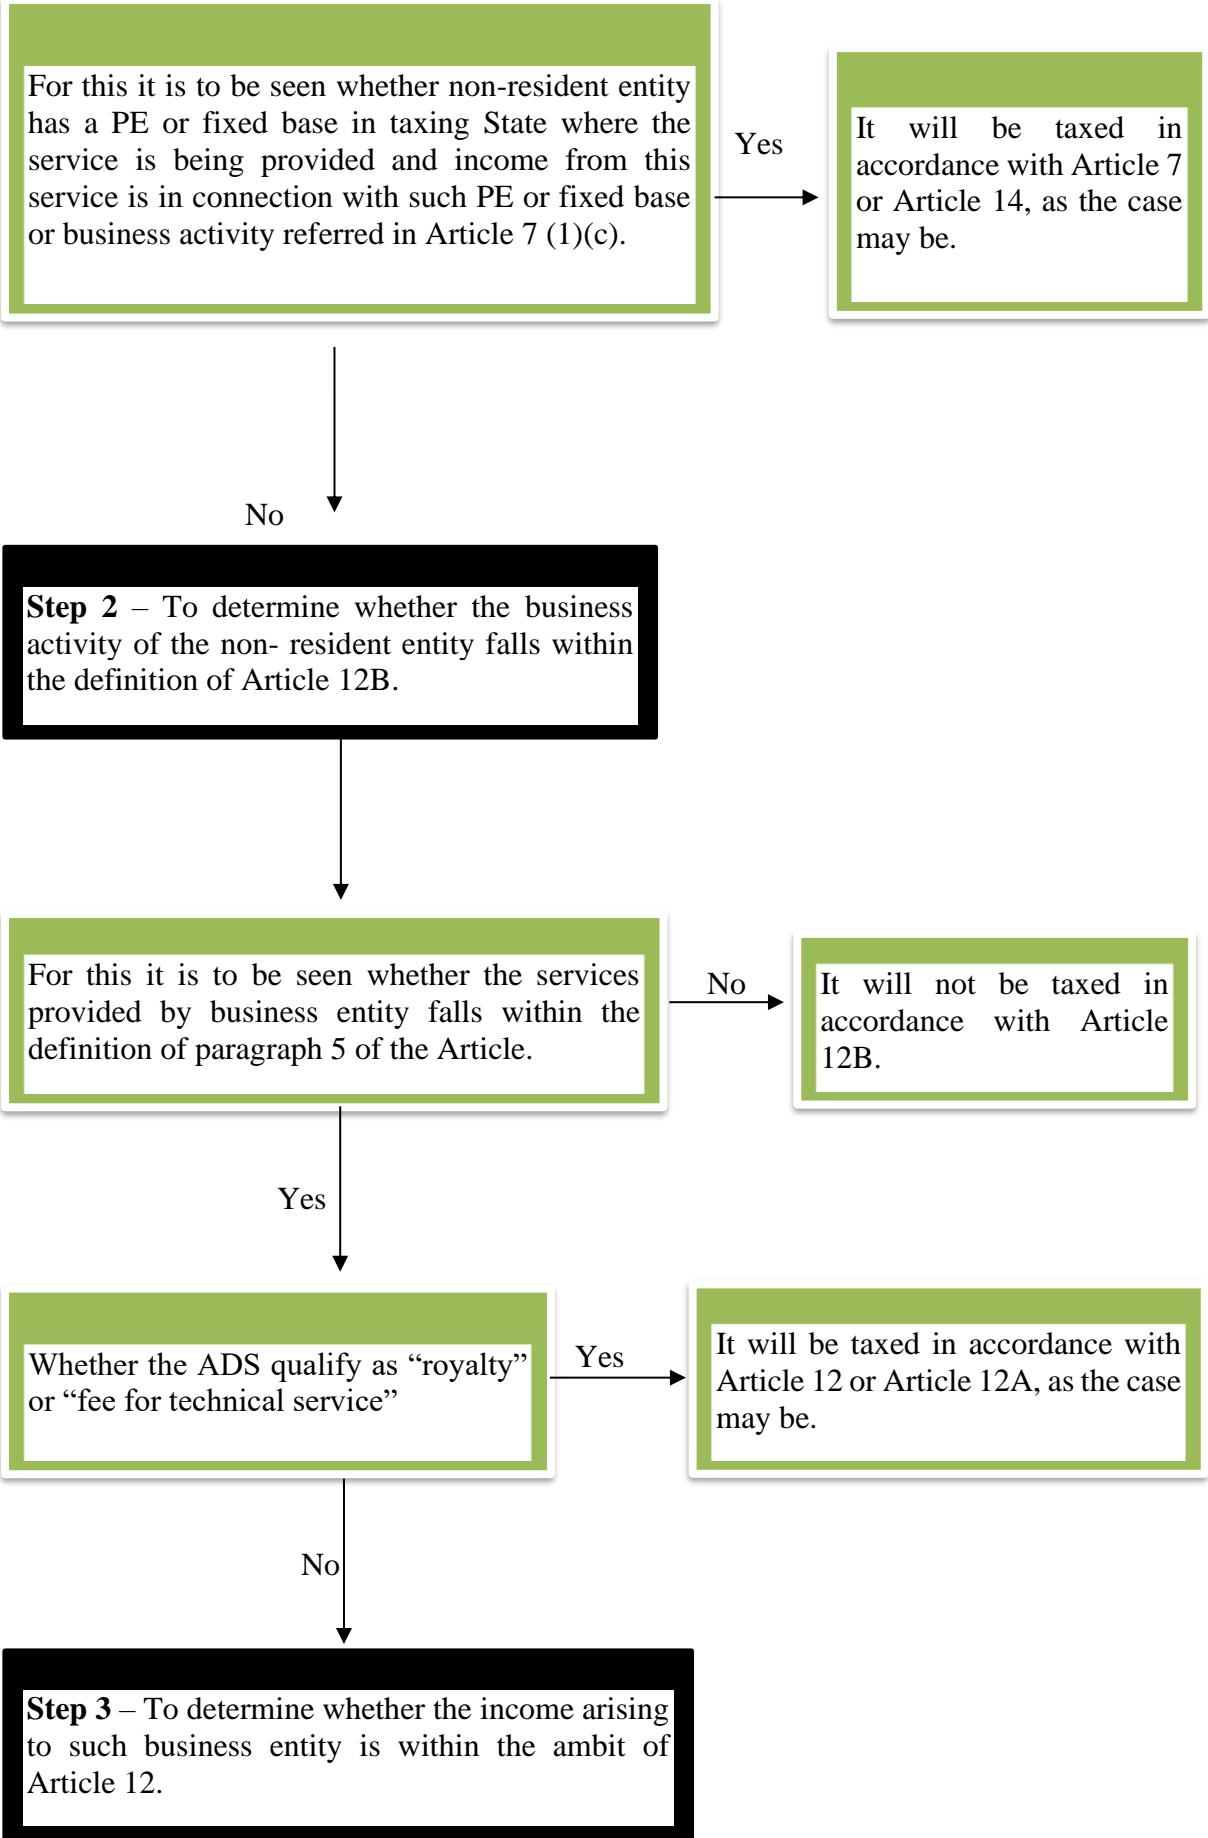 For this it is to be seen whether non-resident entity
has a PE or fixed base in taxing State where the
service is being provided and income from this
service is in connection with such PE or fixed base
or business activity referred in Article 7 (1)(c).
Yes
It will be taxed in
accordance with Article 7
or Article 14, as the case
may be.
No
Step 2 – To determine whether the business
activity of the non- resident entity falls within
the definition of Article 12B.
For this it is to be seen whether the services
provided by business entity falls within the
definition of paragraph 5 of the Article.
No
It will not be taxed in
accordance with Article
12B.
Yes
Whether the ADS qualify as “royalty”
or “fee for technical service”
Yes
It will be taxed in accordance with
Article 12 or Article 12A, as the case
may be.
No
Step 3 – To determine whether the income arising
to such business entity is within the ambit of
Article 12.